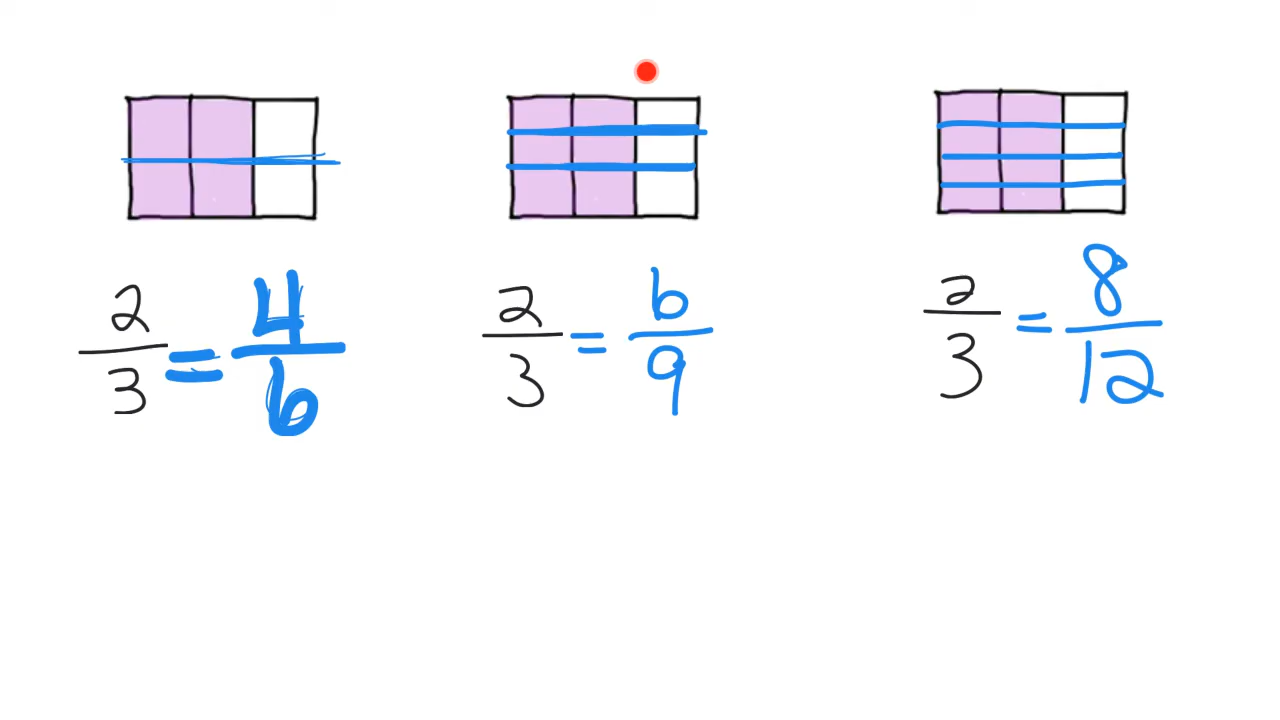 2/3 = 4/6
2/3 = 6/9
2/3 = 8/12